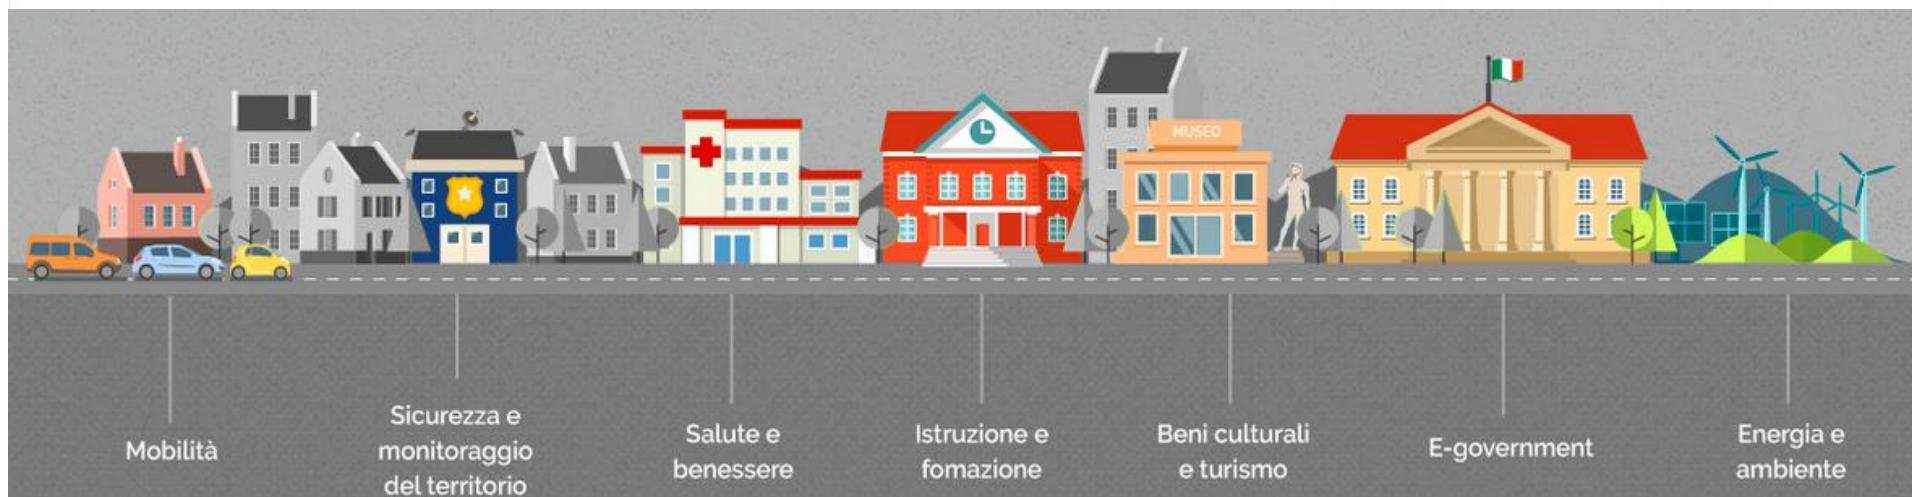 MUSEO
Mobilità
Sicurezza e
monitoraggio
del territorio
Salute e
benessere
Istruzione e
fomazione
Beni culturali
e turismo
E-government
Energia e
ambiente